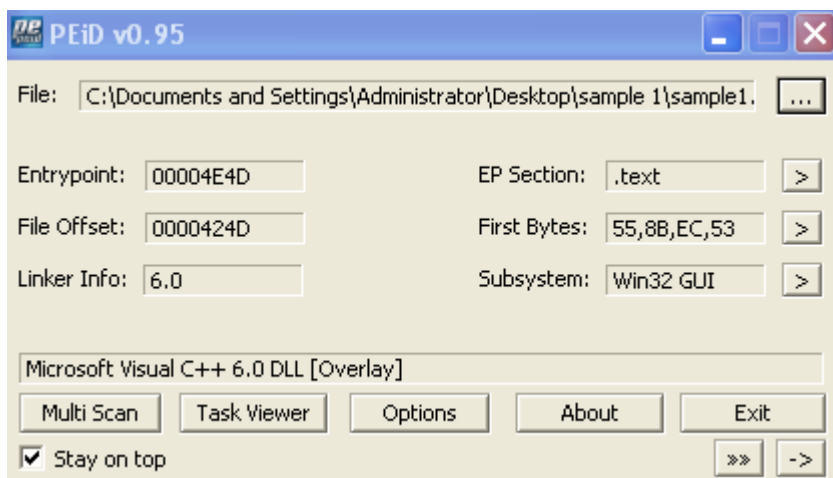 PEiD v0.95
File: C:\Documents and Settings\Administrator\Desktop\sample 1\sample1. ...
Entrypoint: 00004E4D EP Section: .text >
File Offset: 0000424D First Bytes: 55,8B,EC,53 >
Linker Info: 6.0 Subsystem: Win32 GUI >
Microsoft Visual C++ 6.0 DLL [Overlay]
Multi Scan Task Viewer Options About Exit
Stay on top »» ->